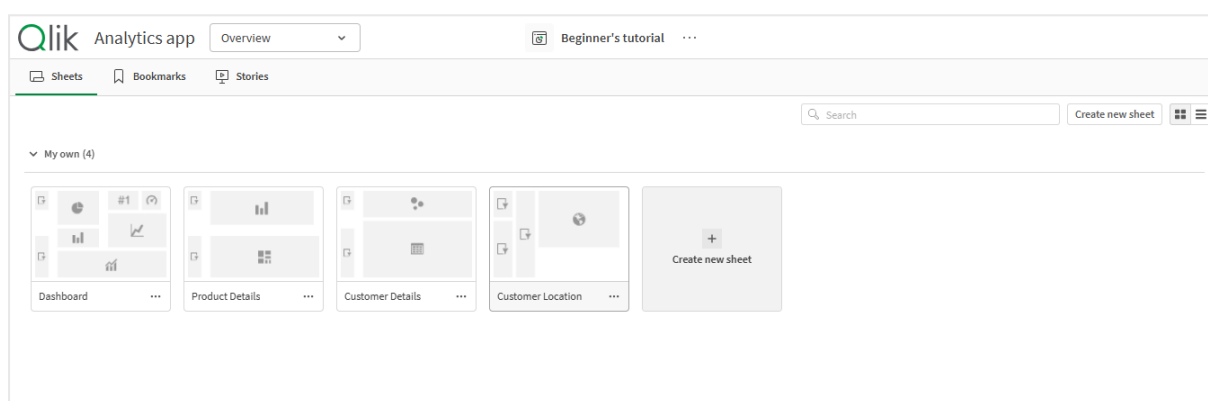 Qlik Analytics app Overview Beginner's tutorial ...
Sheets Bookmarks Stories
Search Create new sheet
My own (4)
#1
Dashboard ...
Product Details ...
Customer Details ...
Customer Location ...
+
Create new sheet